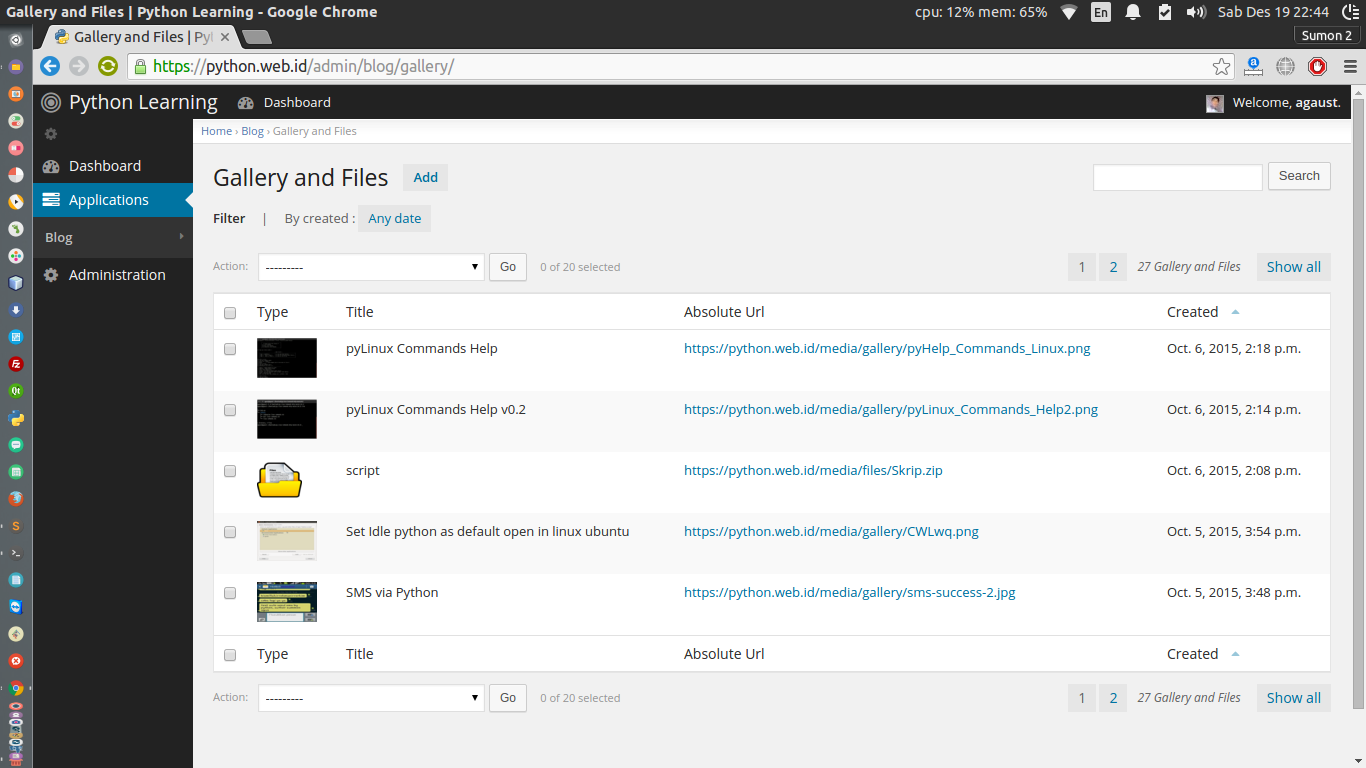 Gallery and Files | Python Learning - Google Chrome
cpu: 12% mem: 65%
En
Sab Des 19 22:44
Gallery and Files | Py
Sumon 2
https://python.web.id/admin/blog/gallery/
Python Learning
Dashboard
Welcome, agaust.
Dashboard
Applications
Blog
Administration
Home › Blog › Gallery and Files
Gallery and Files
Add
Search
Filter | By created : Any date
Action: --------- Go 0 of 20 selected
1 2 27 Gallery and Files Show all
Type Title Absolute Url Created
pyLinux Commands Help https://python.web.id/media/gallery/pyHelp_Commands_Linux.png Oct. 6, 2015, 2:18 p.m.
pyLinux Commands Help v0.2 https://python.web.id/media/gallery/pyLinux_Commands_Help2.png Oct. 6, 2015, 2:14 p.m.
script https://python.web.id/media/files/Skrip.zip Oct. 6, 2015, 2:08 p.m.
Set Idle python as default open in linux ubuntu https://python.web.id/media/gallery/CWLwq.png Oct. 5, 2015, 3:54 p.m.
SMS via Python https://python.web.id/media/gallery/sms-success-2.jpg Oct. 5, 2015, 3:48 p.m.
Type Title Absolute Url Created
Action: --------- Go 0 of 20 selected
1 2 27 Gallery and Files Show all